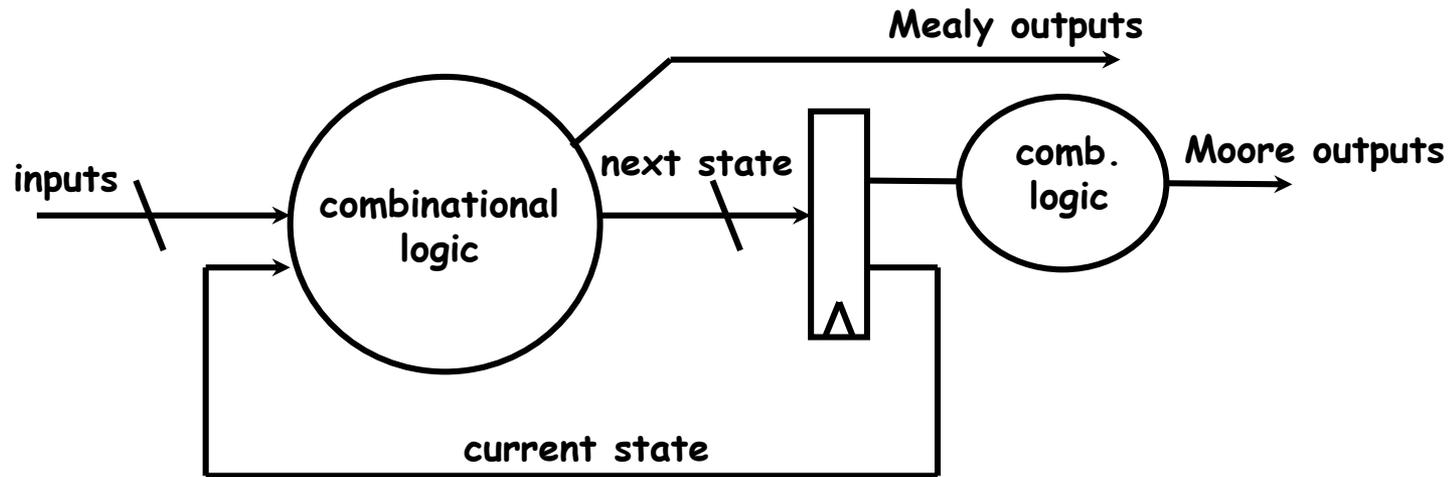 Mealy outputs
inputs
combinational
logic
next state
comb.
logic
Moore outputs
current state